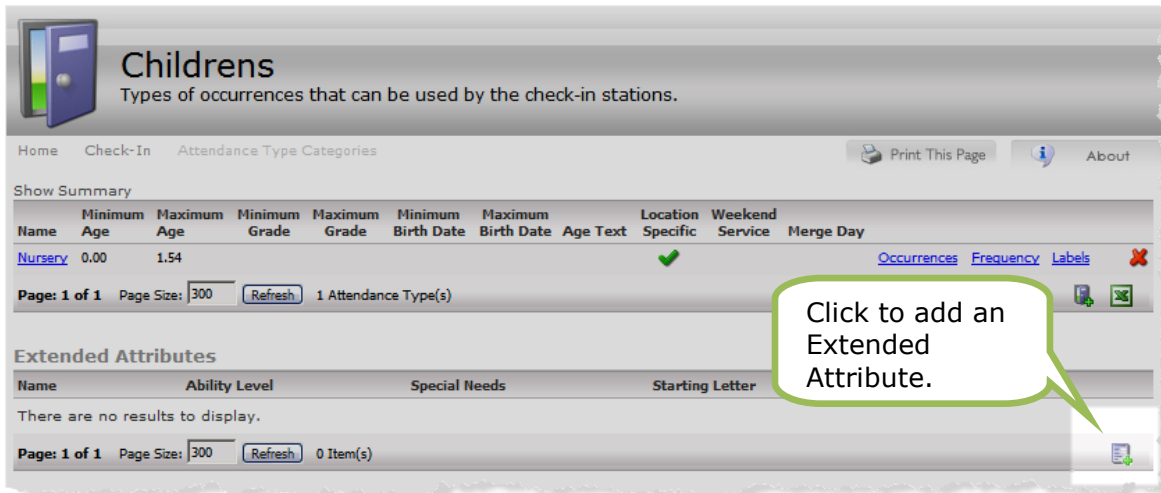 Childrens
Types of occurrences that can be used by the check-in stations.
Home Check-In Attendance Type Categories Print This Page About
Show Summary
Name Minimum Age Maximum Age Minimum Grade Maximum Grade Minimum Birth Date Maximum Birth Date Age Text Location Specific Weekend Service Merge Day
Nursery 0.00 1.54 Occurrences Frequency Labels
Page: 1 of 1 Page Size: 300 Refresh 1 Attendance Type(s)
Click to add an
Extended
Attribute.
Extended Attributes
Name Ability Level Special Needs Starting Letter
There are no results to display.
Page: 1 of 1 Page Size: 300 Refresh 0 Item(s)